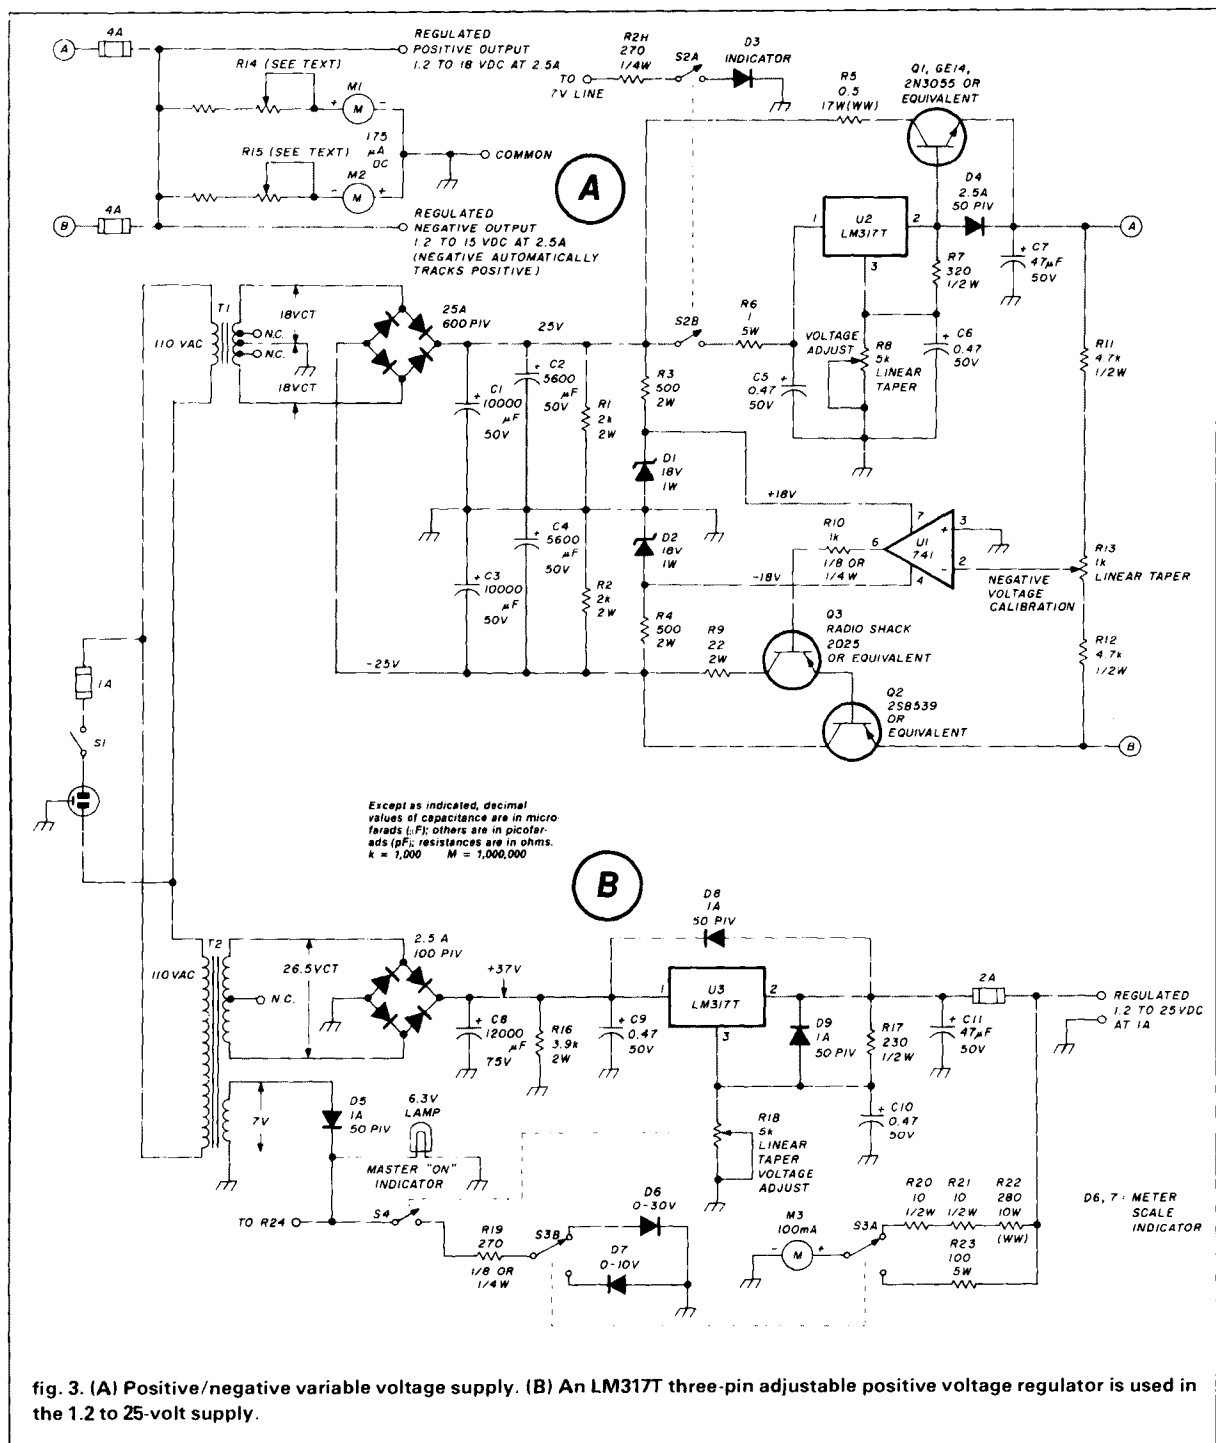 4A
A
REGULATED
POSITIVE OUTPUT
1.2 TO 18 VDC AT 2.5A
R14 (SEE TEXT)
M1
+
M
-
175
µA
DC
COMMON
R15 (SEE TEXT)
M2
-
M
+
4A
B
REGULATED
NEGATIVE OUTPUT
1.2 TO 15 VDC AT 2.5A
(NEGATIVE AUTOMATICALLY
TRACKS POSITIVE)
A
R2H
270
1/4W
TO
7V LINE
S2A
D3
INDICATOR
R5
0.5
17W(WW)
Q1, GE14,
2N3055 OR
EQUIVALENT
D4
2.5A
50 PIV
1
U2
LM317T
2
3
A
+
C7
47µF
50V
R7
320
1/2W
R6
1
5W
S2B
VOLTAGE
ADJUST
R8
5k
LINEAR
TAPER
+
C6
0.47
50V
+
C5
0.47
50V
R11
4.7k
1/2W
T1
110 VAC
18VCT
N.C.
N.C.
18VCT
25A
600 PIV
25V
+
C1
10000
µF
50V
+
C2
5600
µF
50V
R1
2k
2W
R3
500
2W
D1
18V
1W
+18V
+
C3
10000
µF
50V
+
C4
5600
µF
50V
R2
2k
2W
D2
18V
1W
-18V
R4
500
2W
-25V
R10
1k
1/8 OR
1/4W
6
7
U1
741
+
3
-
2
4
NEGATIVE
VOLTAGE
CALIBRATION
R13
1k
LINEAR TAPER
R9
22
2W
Q3
RADIO SHACK
2025
OR EQUIVALENT
Q2
2SB539
OR
EQUIVALENT
R12
4.7k
1/2W
B
1A
S1
Except as indicated, decimal
values of capacitance are in micro-
farads (µF); others are in picofar-
ads (pF); resistances are in ohms.
k = 1,000 M = 1,000,000
B
T2
110VAC
26.5VCT
N.C.
7V
2.5 A
100 PIV
+37V
+
C8
12000
µF
75V
R16
3.9k
2W
+
C9
0.47
50V
D8
1A
50 PIV
1
U3
LM317T
2
3
D9
1A
50 PIV
R17
230
1/2W
+
C11
47µF
50V
2A
REGULATED
1.2 TO 25VDC
AT 1A
+
C10
0.47
50V
R18
5k
LINEAR
TAPER
VOLTAGE
ADJUST
D5
1A
50 PIV
6.3V
LAMP
MASTER "ON"
INDICATOR
TO R24
S4
R19
270
1/8 OR
1/4W
S3B
D6
0-30V
D7
0-10V
M3
100mA
-
M
+
S3A
R20
10
1/2W
R21
10
1/2W
R22
280
10W
(WW)
R23
100
5W
D6, 7 : METER
SCALE
INDICATOR
fig. 3. (A) Positive/negative variable voltage supply. (B) An LM317T three-pin adjustable positive voltage regulator is used in
the 1.2 to 25-volt supply.